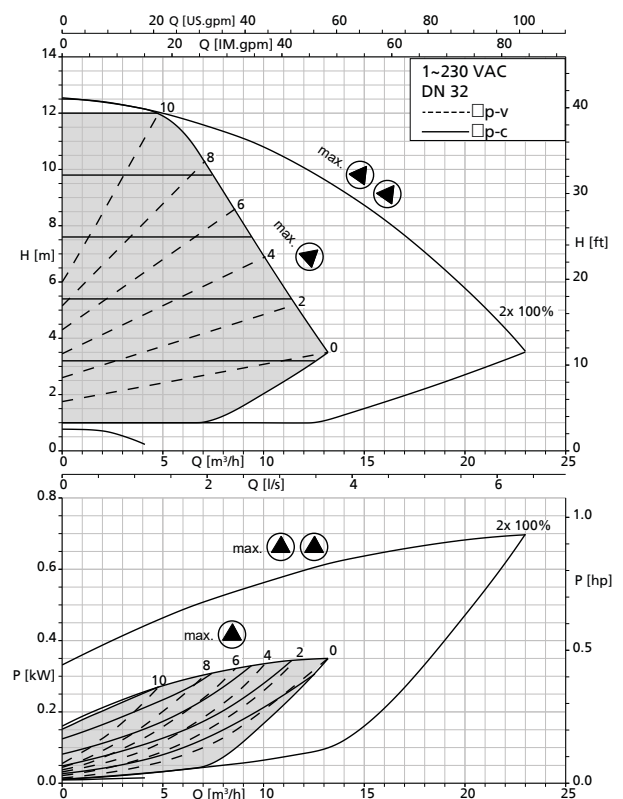 0 20 Q [US.gpm] 60 100
0 20 Q [IM.gpm] 40 60 80
14
12
10
8
H [m]
6
4
2
0
1~230 VAC
DN 32
□p-v
□p-c
40
30
H [ft]
20
10
0
10
8
6
4
2
0
max.
max.
2x 100%
0 5 10 15 20 25
Q [m³/h]
0 2 Q [l/s] 4 6
0.8
0.6
0.4
P [kW]
0.2
0.0
1.0
P [hp]
0.5
0.0
2x 100%
max.
max.
10 8 6 4 2 0
0 5 10 15 20 25
Q [m³/h]